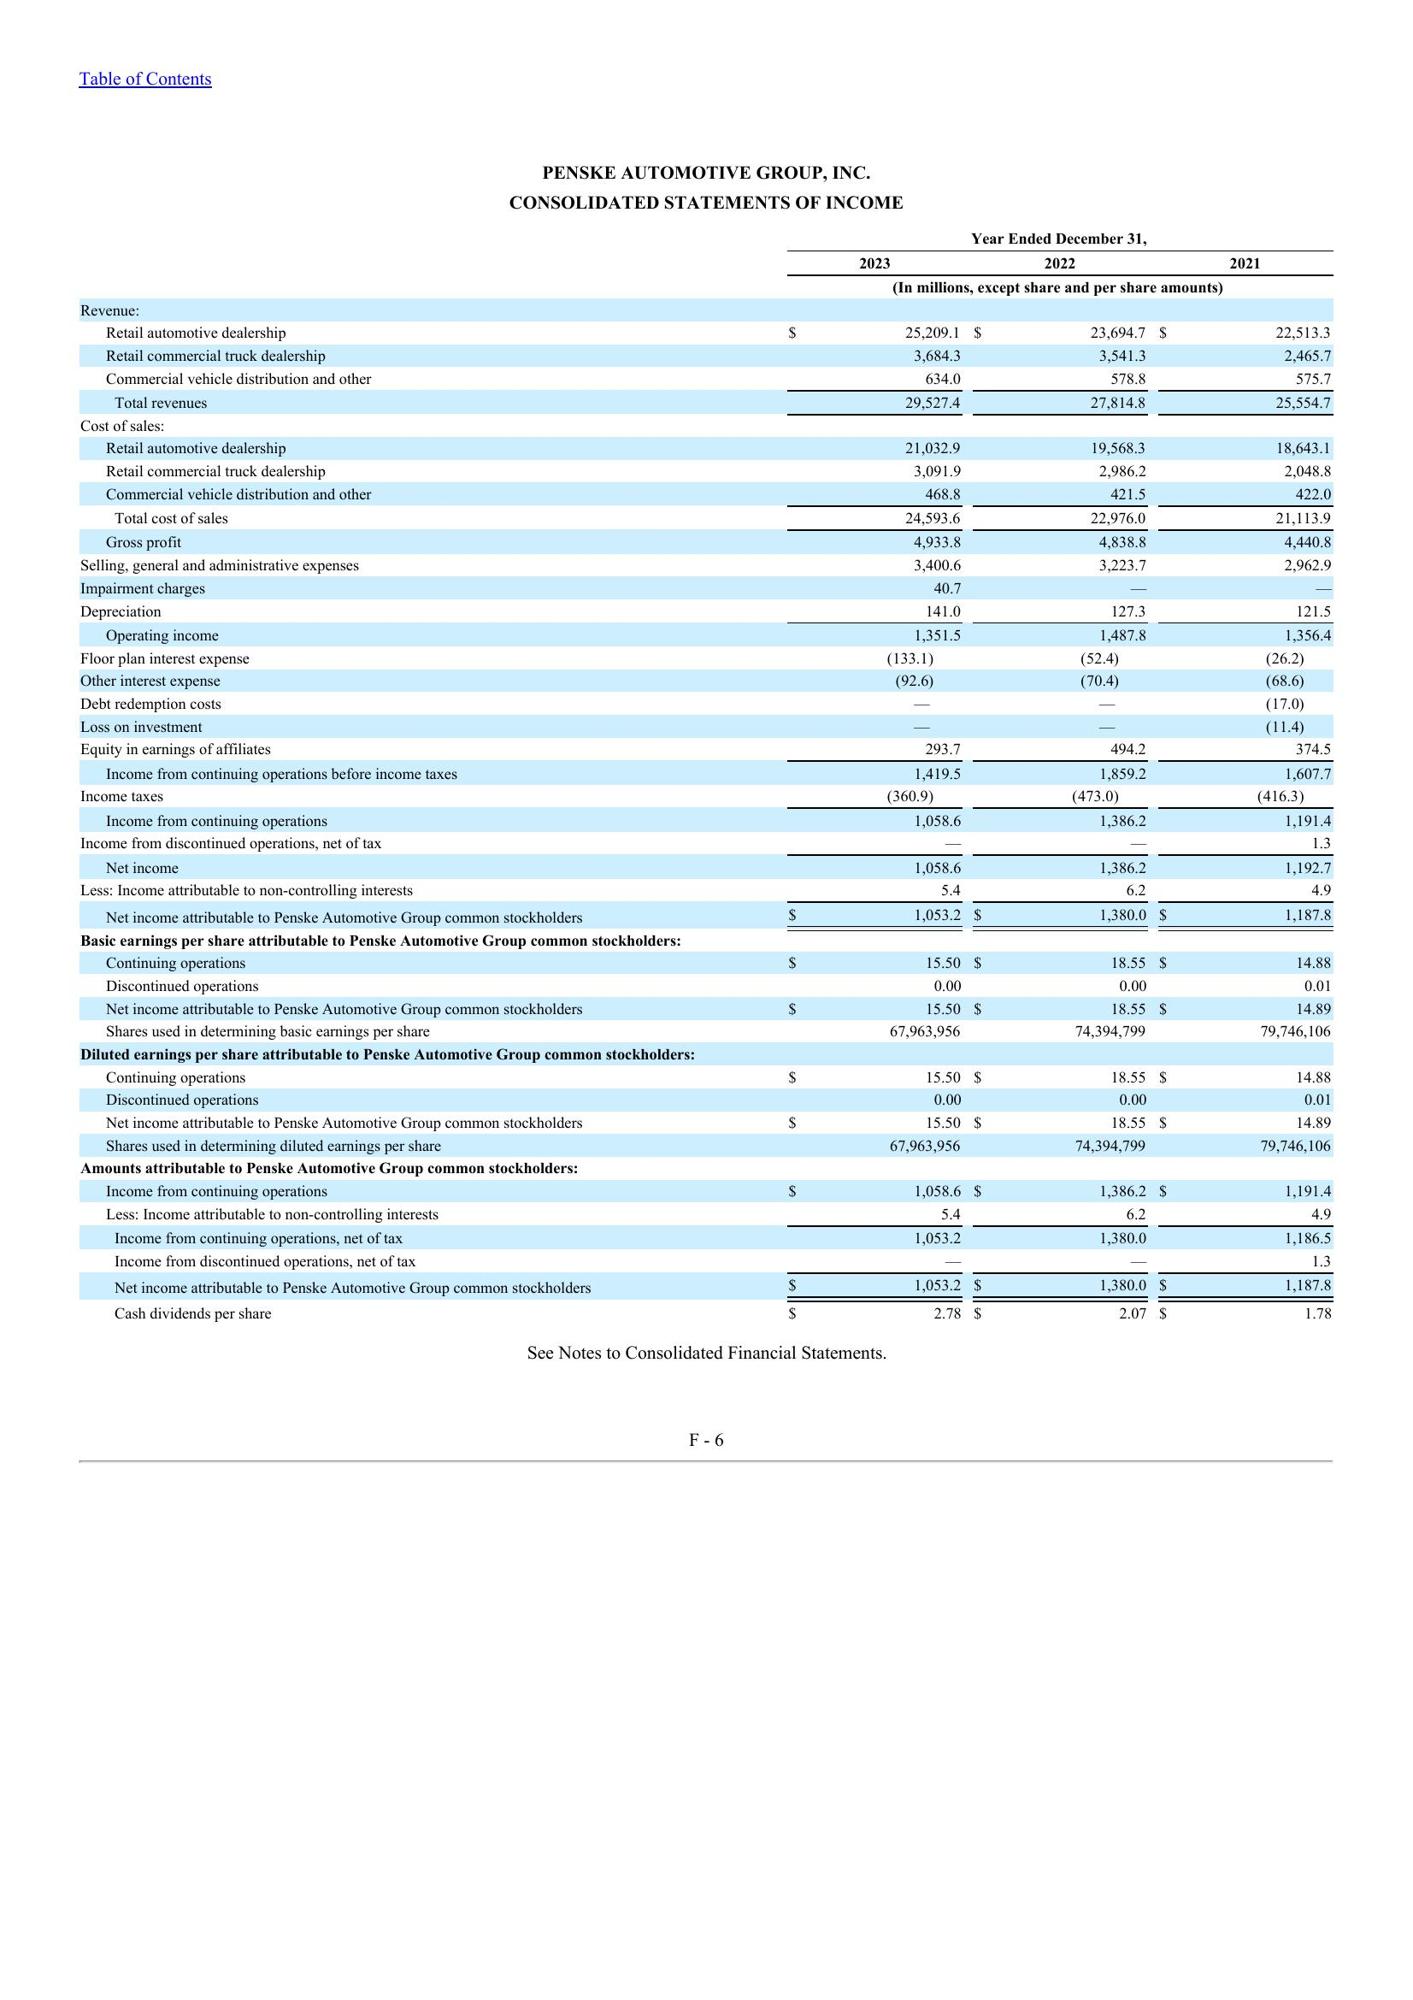 Table of Contents
PENSKE AUTOMOTIVE GROUP, INC.
CONSOLIDATED STATEMENTS OF INCOME
Year Ended December 31,
2023 2022 2021
(In millions, except share and per share amounts)
Revenue:
Retail automotive dealership $ 25,209.1 $ 23,694.7 $ 22,513.3
Retail commercial truck dealership 3,684.3 3,541.3 2,465.7
Commercial vehicle distribution and other 634.0 578.8 575.7
Total revenues 29,527.4 27,814.8 25,554.7
Cost of sales:
Retail automotive dealership 21,032.9 19,568.3 18,643.1
Retail commercial truck dealership 3,091.9 2,986.2 2,048.8
Commercial vehicle distribution and other 468.8 421.5 422.0
Total cost of sales 24,593.6 22,976.0 21,113.9
Gross profit 4,933.8 4,838.8 4,440.8
Selling, general and administrative expenses 3,400.6 3,223.7 2,962.9
Impairment charges 40.7 — —
Depreciation 141.0 127.3 121.5
Operating income 1,351.5 1,487.8 1,356.4
Floor plan interest expense (133.1) (52.4) (26.2)
Other interest expense (92.6) (70.4) (68.6)
Debt redemption costs — — (17.0)
Loss on investment — — (11.4)
Equity in earnings of affiliates 293.7 494.2 374.5
Income from continuing operations before income taxes 1,419.5 1,859.2 1,607.7
Income taxes (360.9) (473.0) (416.3)
Income from continuing operations 1,058.6 1,386.2 1,191.4
Income from discontinued operations, net of tax — — 1.3
Net income 1,058.6 1,386.2 1,192.7
Less: Income attributable to non-controlling interests 5.4 6.2 4.9
Net income attributable to Penske Automotive Group common stockholders $ 1,053.2 $ 1,380.0 $ 1,187.8
Basic earnings per share attributable to Penske Automotive Group common stockholders:
Continuing operations $ 15.50 $ 18.55 $ 14.88
Discontinued operations 0.00 0.00 0.01
Net income attributable to Penske Automotive Group common stockholders $ 15.50 $ 18.55 $ 14.89
Shares used in determining basic earnings per share 67,963,956 74,394,799 79,746,106
Diluted earnings per share attributable to Penske Automotive Group common stockholders:
Continuing operations $ 15.50 $ 18.55 $ 14.88
Discontinued operations 0.00 0.00 0.01
Net income attributable to Penske Automotive Group common stockholders $ 15.50 $ 18.55 $ 14.89
Shares used in determining diluted earnings per share 67,963,956 74,394,799 79,746,106
Amounts attributable to Penske Automotive Group common stockholders:
Income from continuing operations $ 1,058.6 $ 1,386.2 $ 1,191.4
Less: Income attributable to non-controlling interests 5.4 6.2 4.9
Income from continuing operations, net of tax 1,053.2 1,380.0 1,186.5
Income from discontinued operations, net of tax — — 1.3
Net income attributable to Penske Automotive Group common stockholders $ 1,053.2 $ 1,380.0 $ 1,187.8
Cash dividends per share $ 2.78 $ 2.07 $ 1.78
See Notes to Consolidated Financial Statements.
F - 6